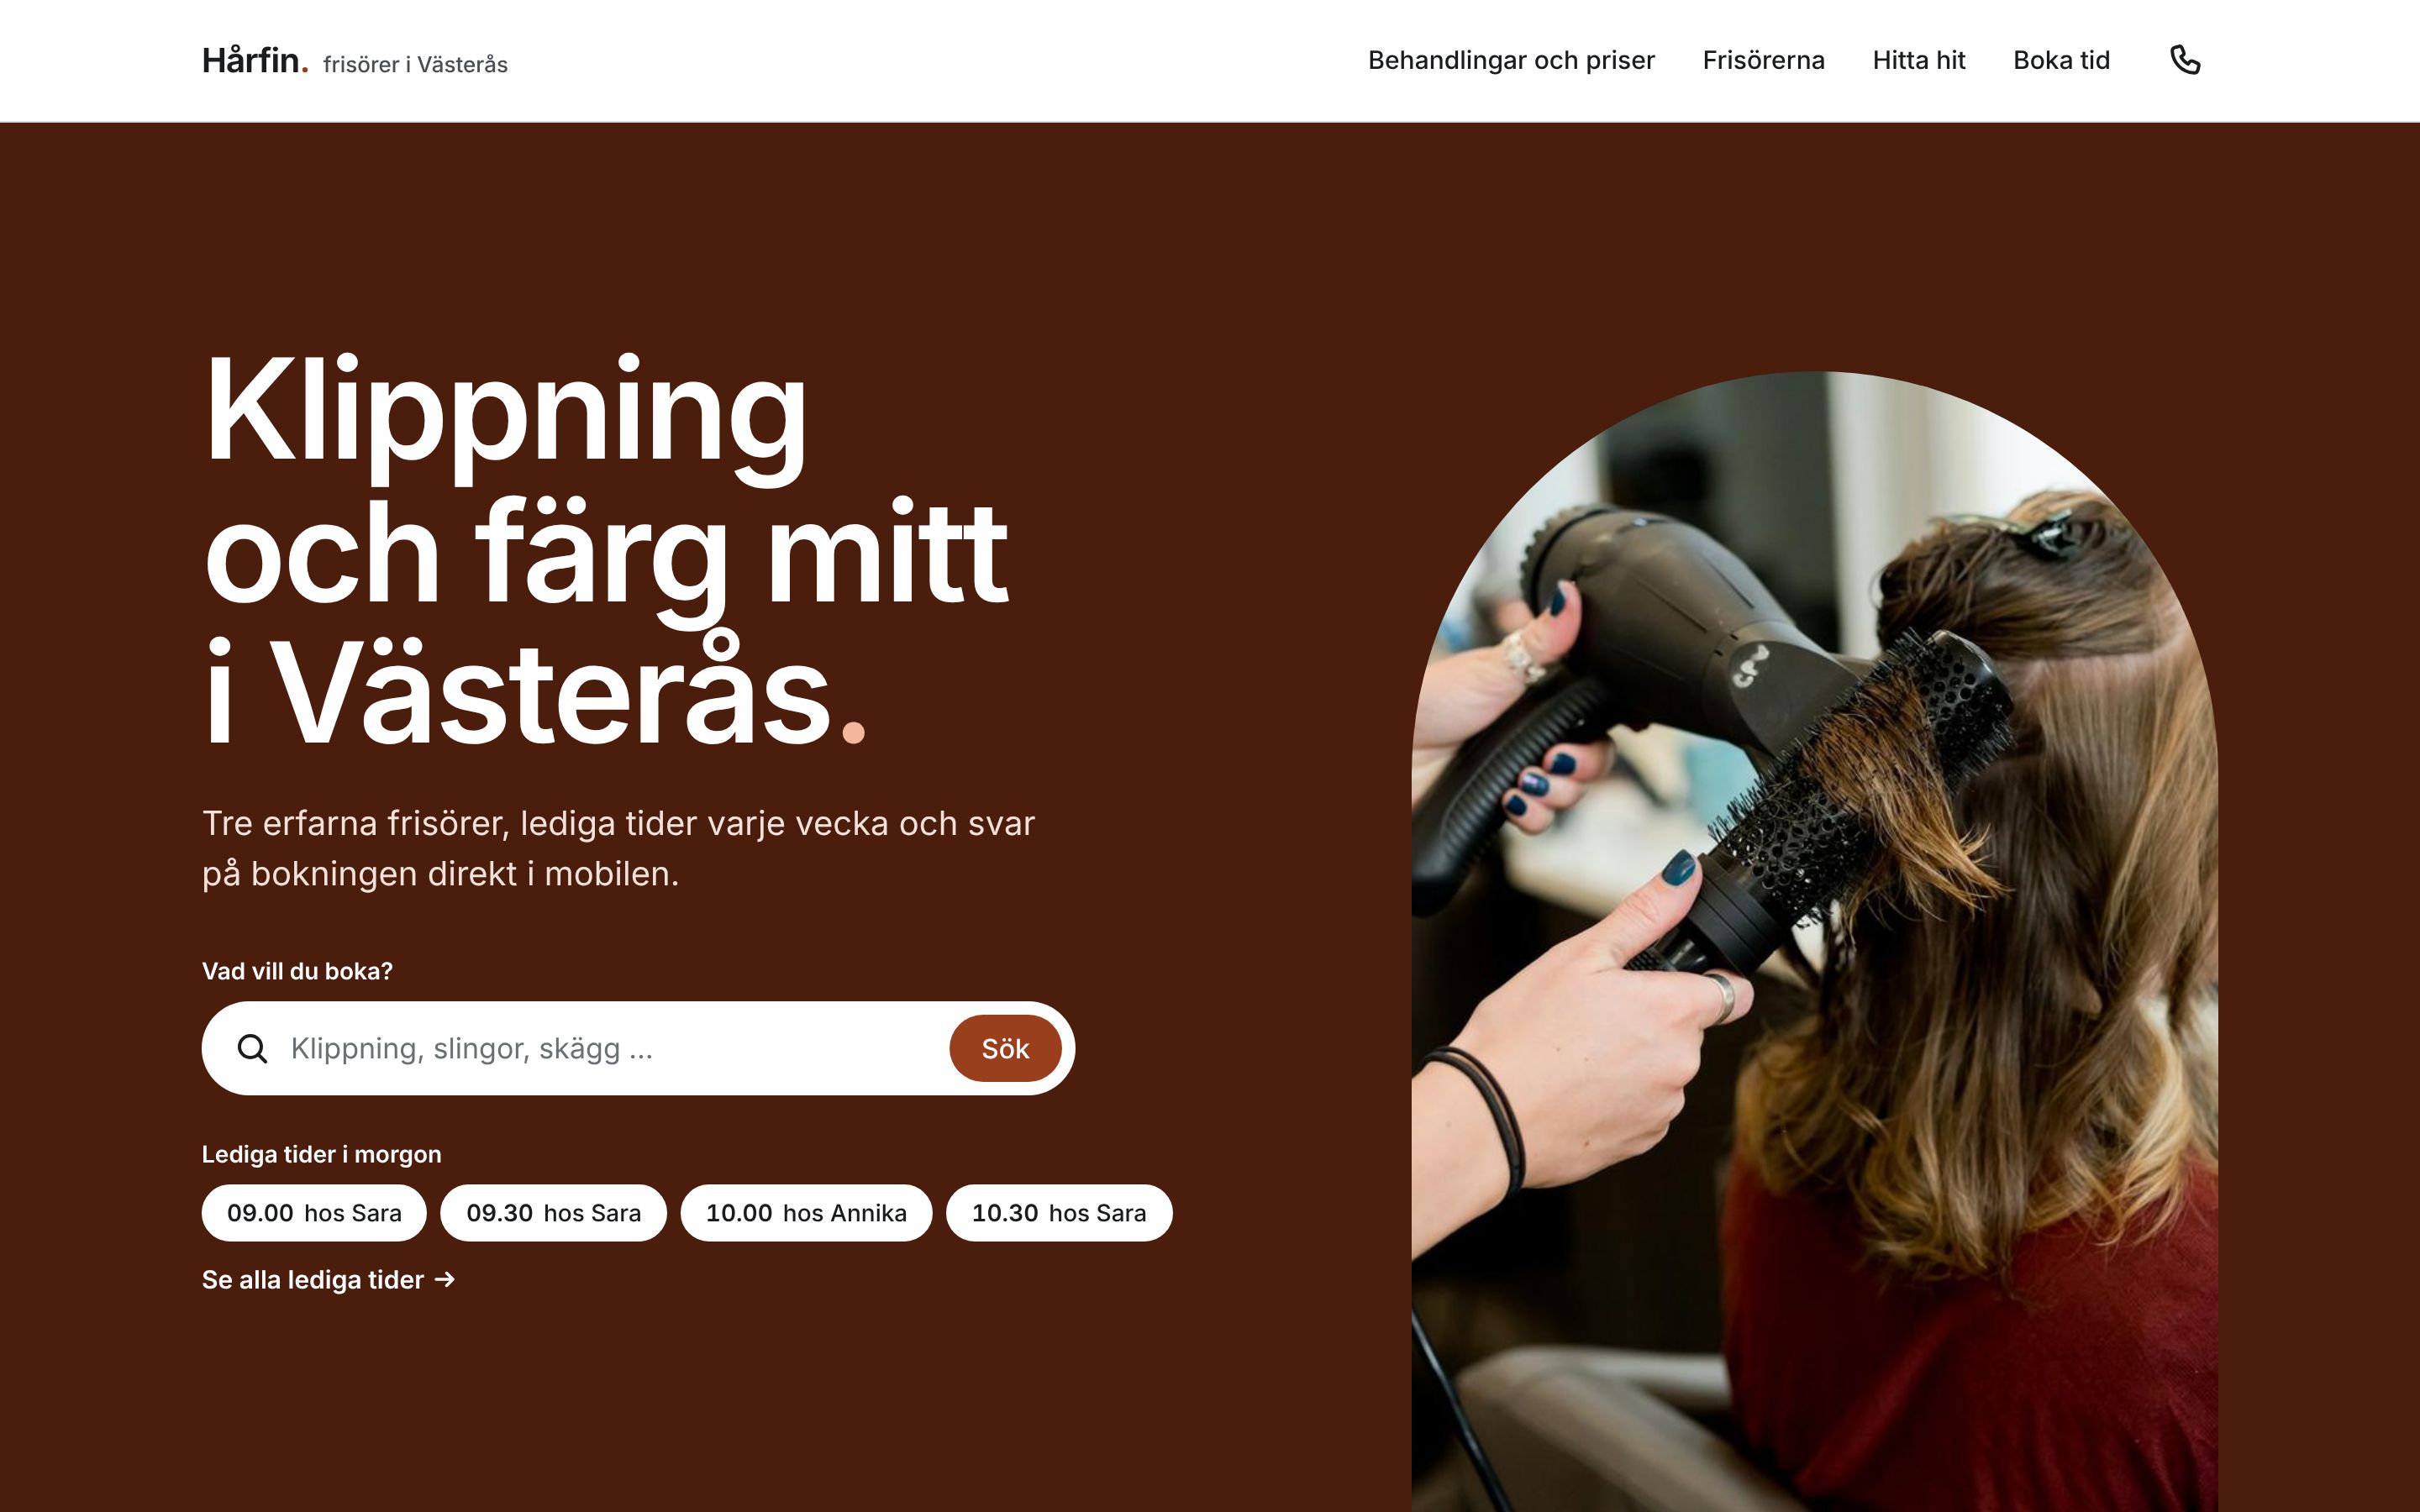 Hårfin. frisörer i Västerås
Behandlingar och priser Frisörerna Hitta hit Boka tid
Klippning
och färg mitt
i Västerås.
Tre erfarna frisörer, lediga tider varje vecka och svar
på bokningen direkt i mobilen.
Vad vill du boka?
Klippning, slingor, skägg ...
Sök
Lediga tider i morgon
09.00 hos Sara 09.30 hos Sara 10.00 hos Annika 10.30 hos Sara
Se alla lediga tider →